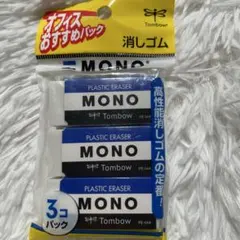 オフィス
おすすめパック
Tombow
消しゴム
MONO
PLASTIC ERASER
MONO
Tombow
PLASTIC ERASER
MONO
Tombow
PLASTIC ERASER
MONO
Tombow
高性能消しゴムの定番!
3コ
パック